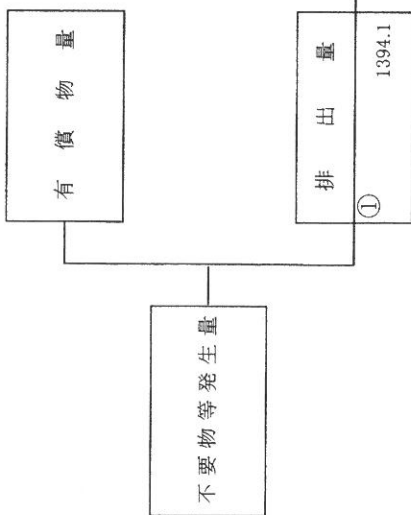 不要物等発生量
有償物量
排出量
①
1394.1